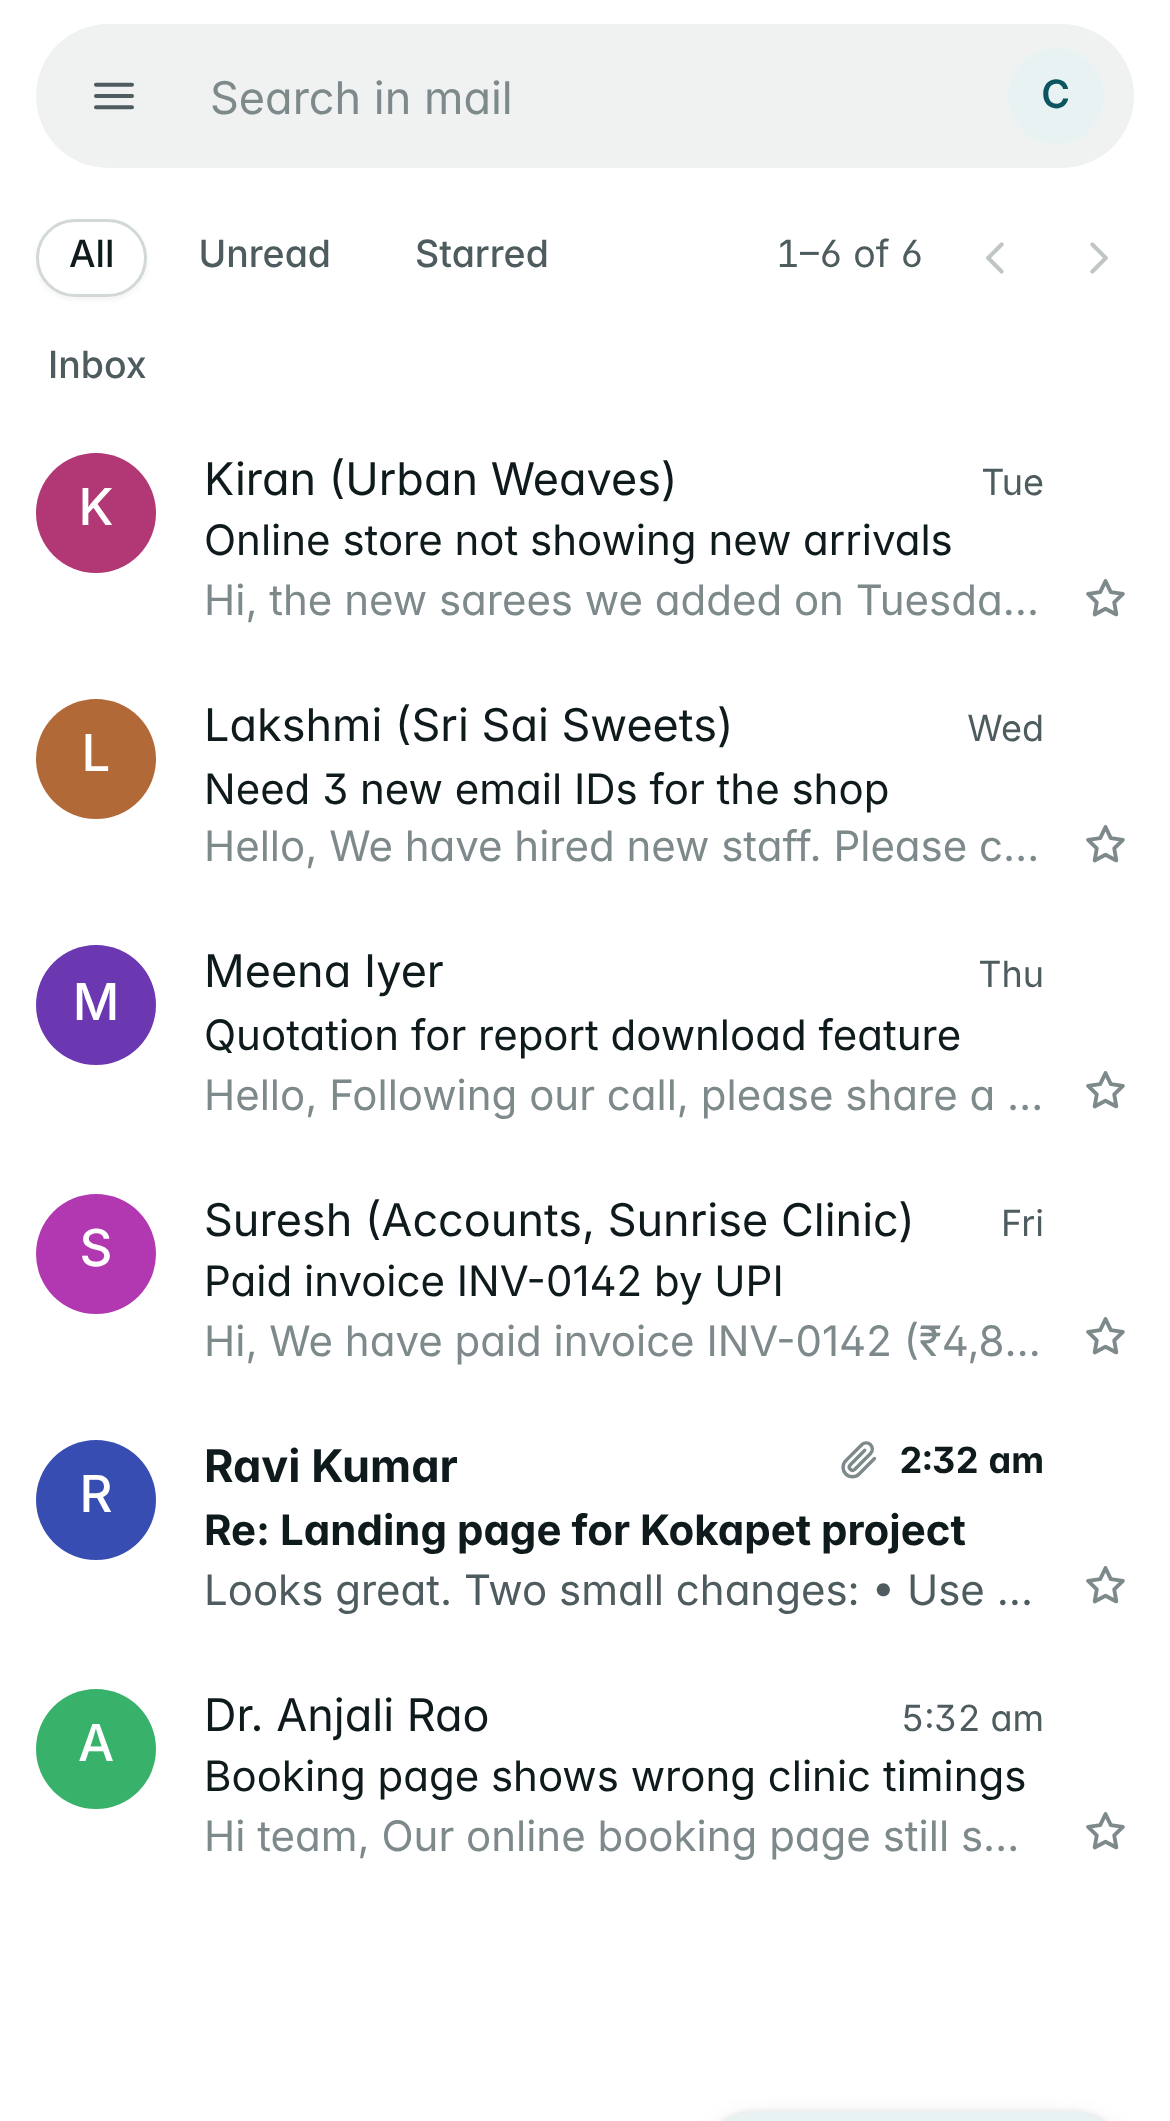 Search in mail
C
All
Unread
Starred
1–6 of 6
Inbox
K
Kiran (Urban Weaves)
Tue
Online store not showing new arrivals
Hi, the new sarees we added on Tuesda...
L
Lakshmi (Sri Sai Sweets)
Wed
Need 3 new email IDs for the shop
Hello, We have hired new staff. Please c...
M
Meena Iyer
Thu
Quotation for report download feature
Hello, Following our call, please share a ...
S
Suresh (Accounts, Sunrise Clinic)
Fri
Paid invoice INV-0142 by UPI
Hi, We have paid invoice INV-0142 (₹4,8...
R
Ravi Kumar
2:32 am
Re: Landing page for Kokapet project
Looks great. Two small changes: • Use ...
A
Dr. Anjali Rao
5:32 am
Booking page shows wrong clinic timings
Hi team, Our online booking page still s...